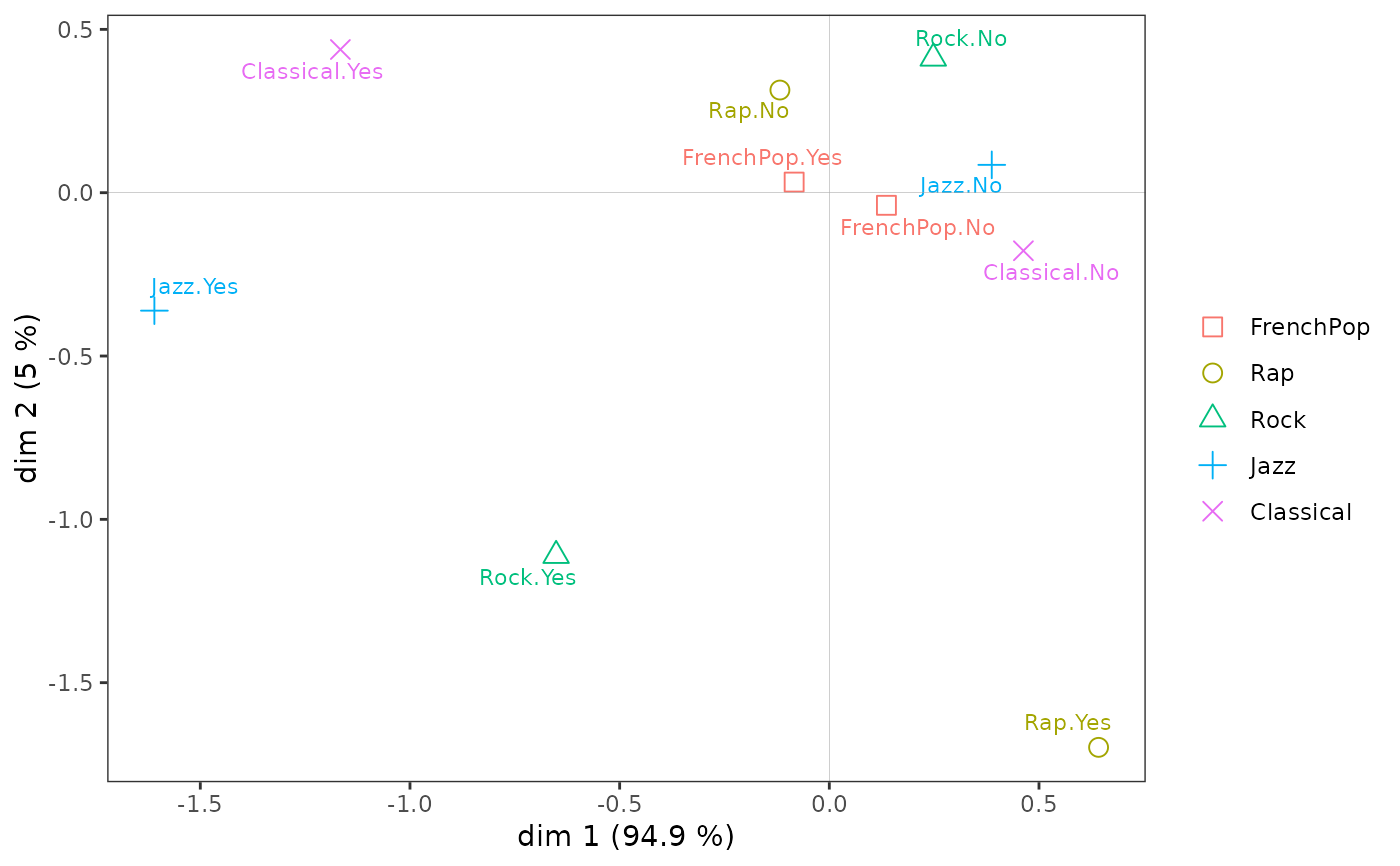 0.5
Rock.No
Classical.Yes
Rap.No
FrenchPop.Yes
0.0
Jazz.No
FrenchPop.No
Classical.No
Jazz.Yes
-0.5
-1.0
Rock.Yes
-1.5
Rap.Yes
dim 2 (5 %)
-1.5
-1.0
-0.5
0.0
0.5
dim 1 (94.9 %)
FrenchPop
Rap
Rock
Jazz
Classical